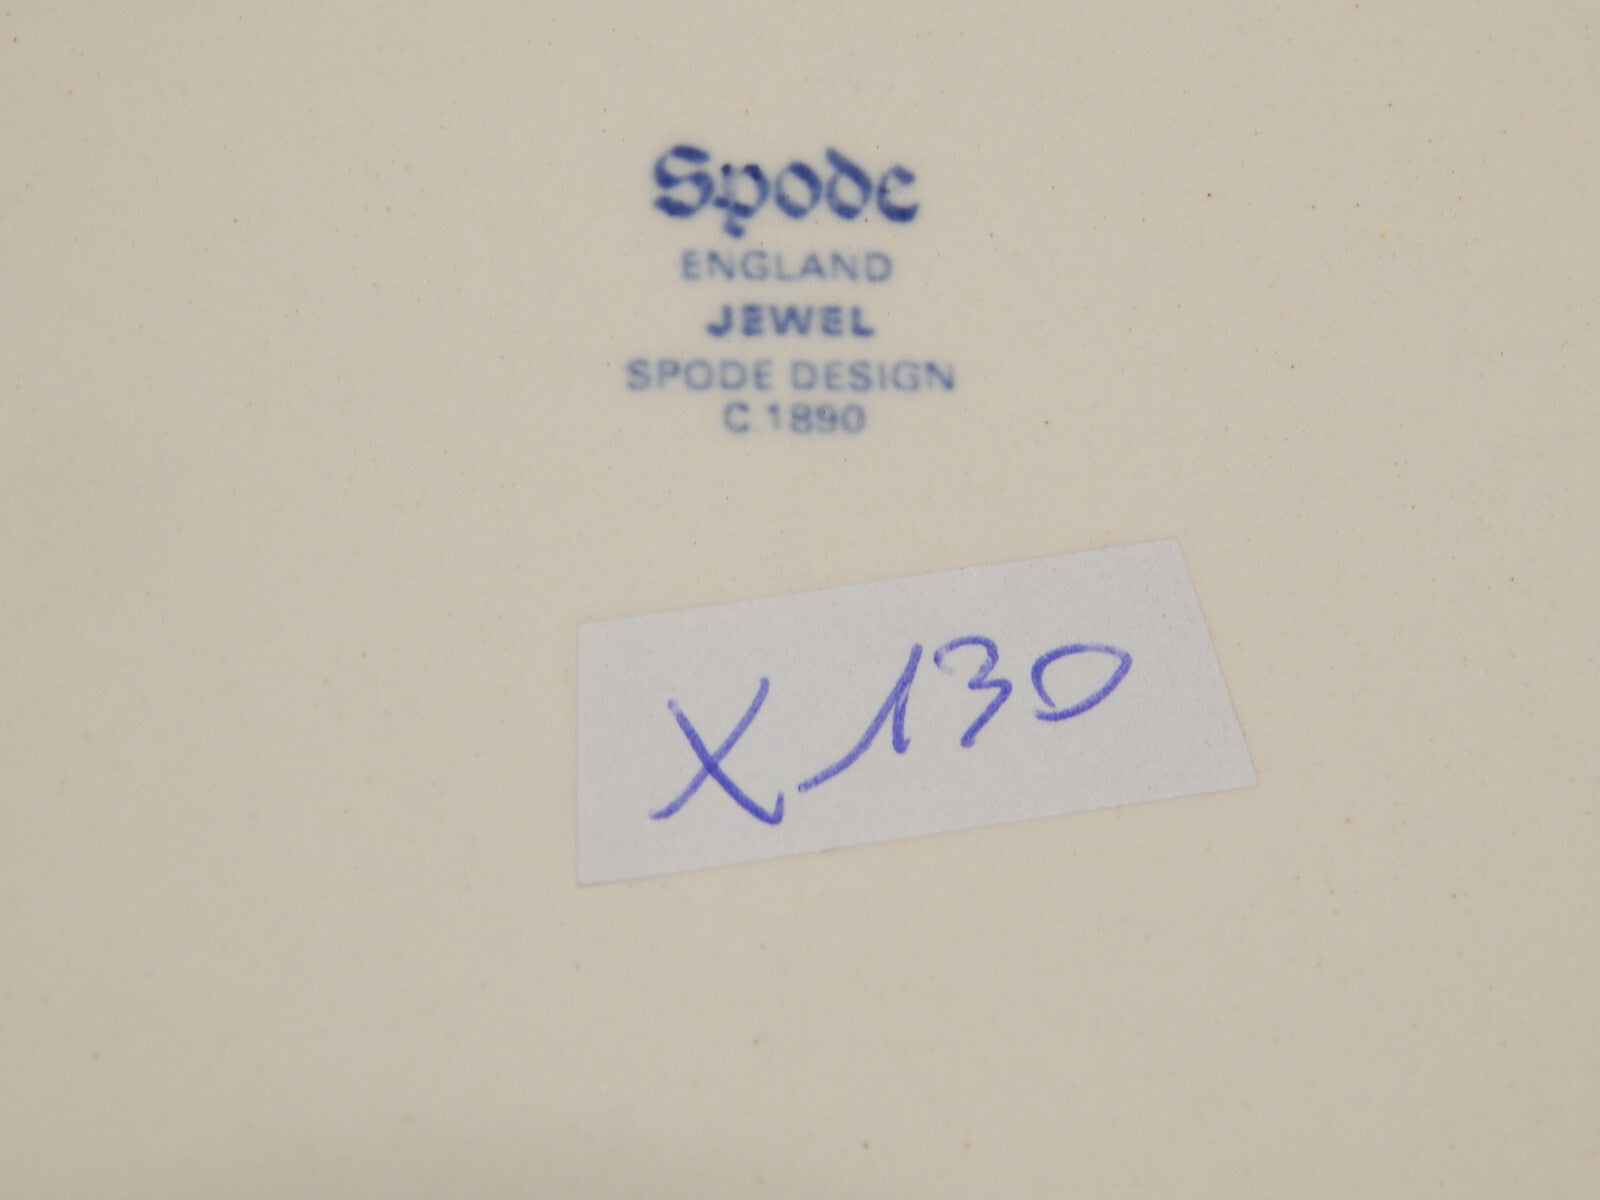 Spode
ENGLAND
JEWEL
SPODE DESIGN
C.1890
X 130